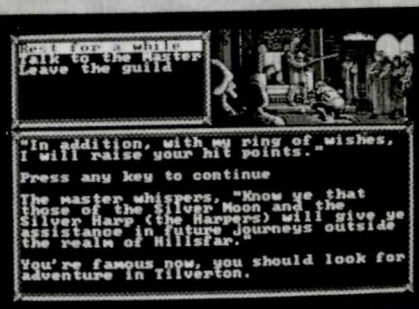 Rest for a while
Talk to the Master
Leave the guild
"In addition, with my ring of wishes,
I will raise your hit points."
Press any key to continue
The master whispers, "Know ye that
those of the Silver Moon and the
Silver Harp (the Harpers) will give ye
assistance in future journeys outside
the realm of Hillsfar."
You're famous now, you should look for
adventure in Tilverton.